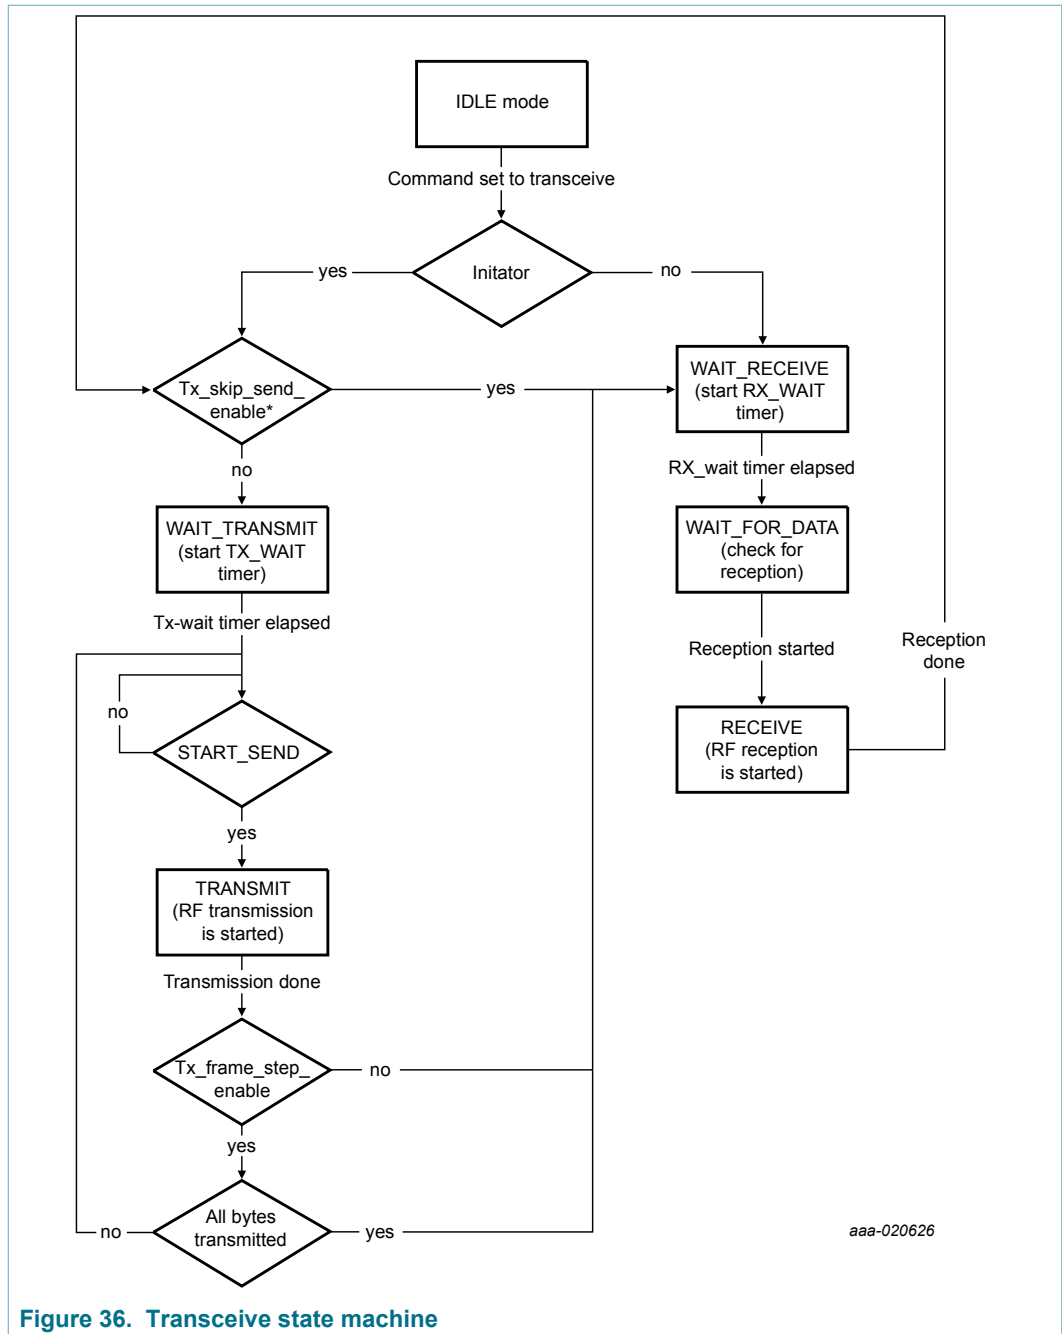 IDLE mode
Command set to transceive
Initator
yes
no
Tx_skip_send_
enable*
yes
no
WAIT_RECEIVE
(start RX_WAIT
timer)
RX_wait timer elapsed
WAIT_TRANSMIT
(start TX_WAIT
timer)
WAIT_FOR_DATA
(check for
reception)
Tx-wait timer elapsed
Reception started
Reception
done
no
START_SEND
RECEIVE
(RF reception
is started)
yes
TRANSMIT
(RF transmission
is started)
Transmission done
Tx_frame_step_
enable
no
yes
All bytes
transmitted
no
yes
aaa-020626
Figure 36. Transceive state machine